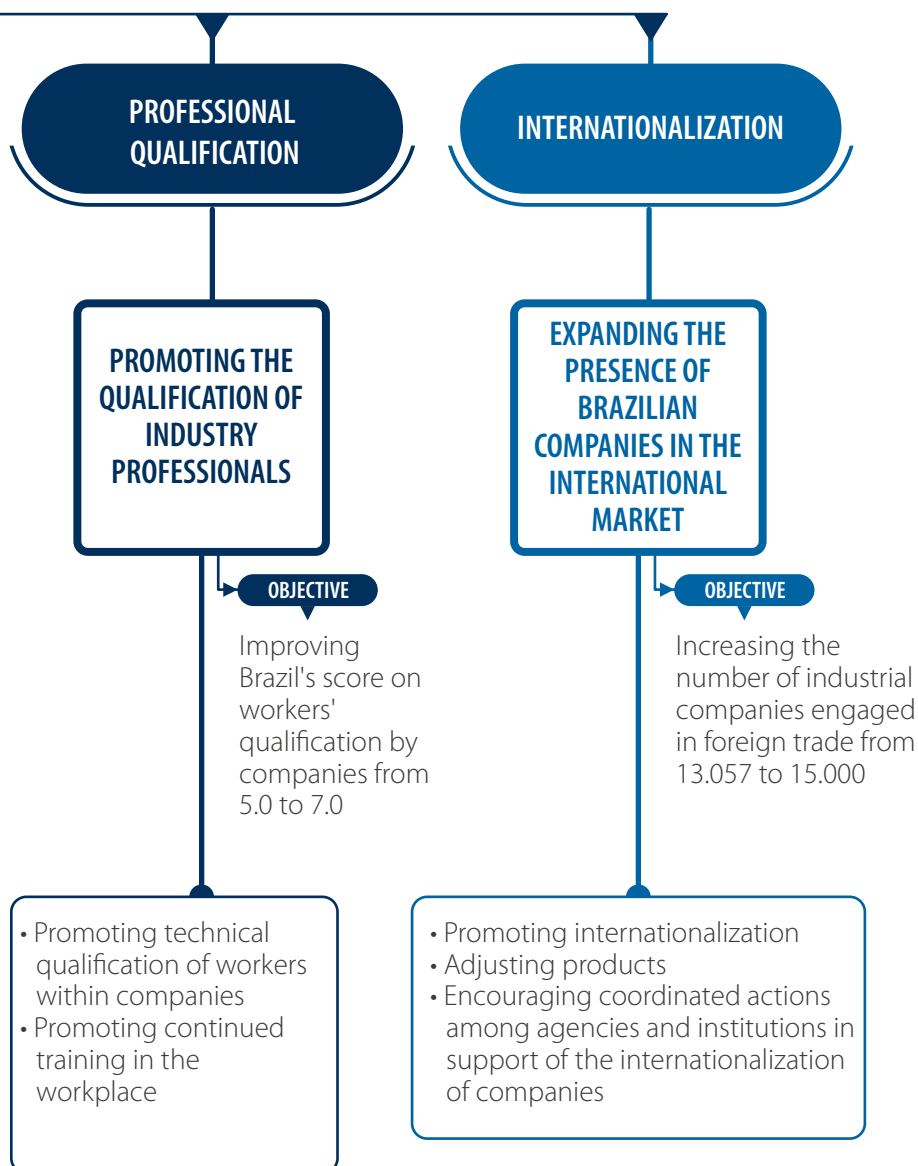 PROFESSIONAL
QUALIFICATION
PROMOTING THE
QUALIFICATION OF
INDUSTRY
PROFESSIONALS
OBJECTIVE
Improving
Brazil's score on
workers'
qualification by
companies from
5.0 to 7.0
• Promoting technical
qualification of workers
within companies
• Promoting continued
training in the
workplace
INTERNATIONALIZATION
EXPANDING THE
PRESENCE OF
BRAZILIAN
COMPANIES IN THE
INTERNATIONAL
MARKET
OBJECTIVE
Increasing the
number of industrial
companies engaged
in foreign trade from
13.057 to 15.000
• Promoting internationalization
• Adjusting products
• Encouraging coordinated actions
among agencies and institutions in
support of the internationalization
of companies